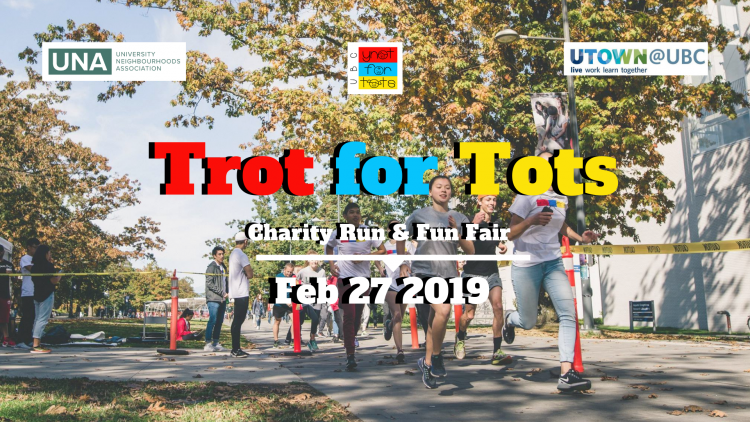 UNA UNIVERSITY
NEIGHBOURHOODS
ASSOCIATION
UBC
YNOT
FOR
TOTS
UTOWN@UBC
live work learn together
Trot for Tots
Charity Run & Fun Fair
Feb 27 2019